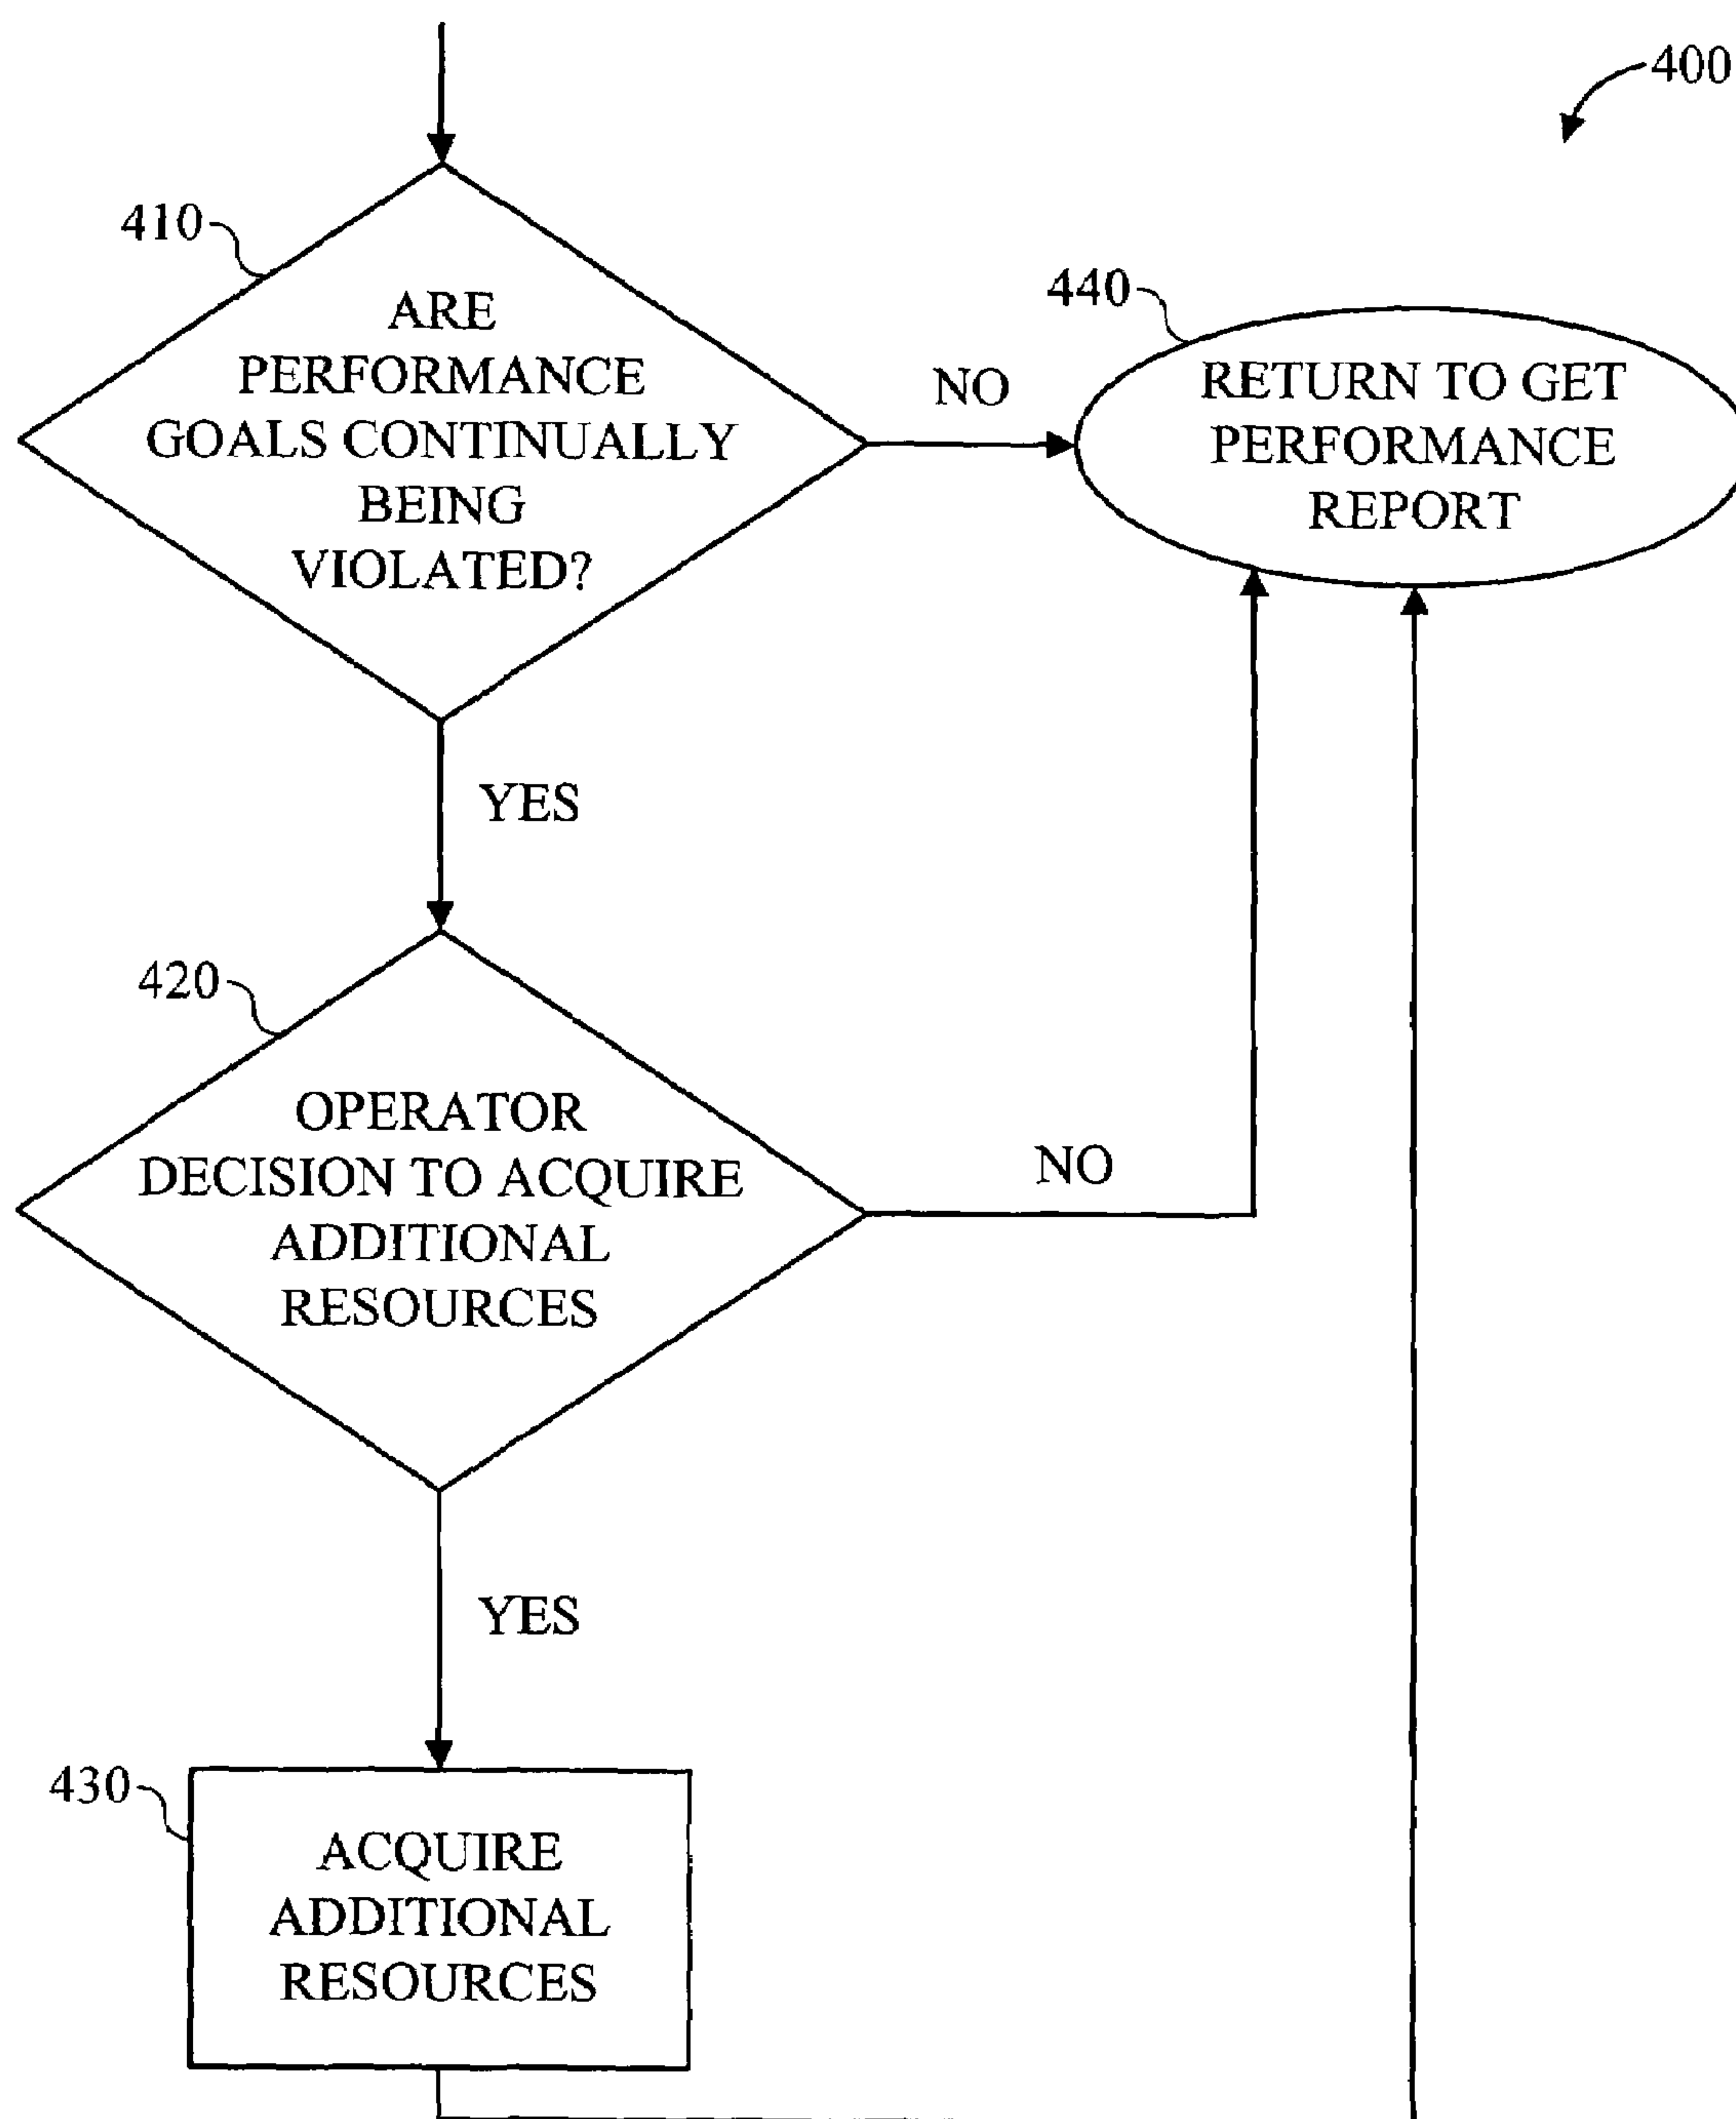 400
410
ARE
PERFORMANCE
GOALS CONTINUALLY
BEING
VIOLATED?
NO
440
RETURN TO GET
PERFORMANCE
REPORT
YES
420
OPERATOR
DECISION TO ACQUIRE
ADDITIONAL
RESOURCES
NO
YES
430
ACQUIRE
ADDITIONAL
RESOURCES